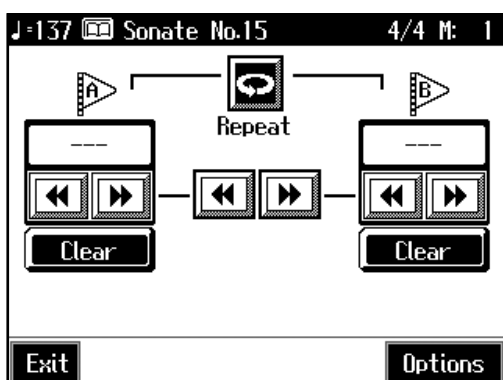 ♩=137 Sonate No.15 4/4 M: 1
A B
Repeat
--- ---
Clear Clear
Exit Options